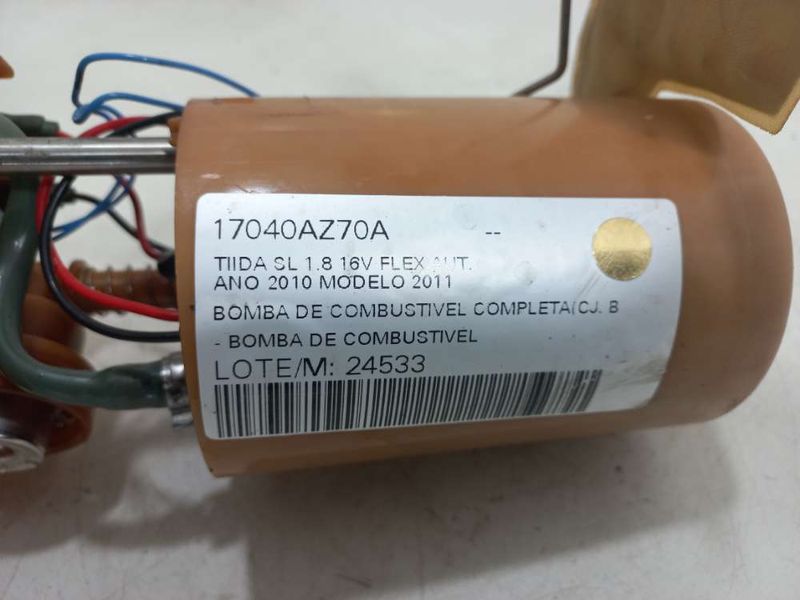 17040AZ70A --
TIIDA SL 1.8 16V FLEX AUT.
ANO 2010 MODELO 2011
BOMBA DE COMBUSTIVEL COMPLETA(CJ. B
- BOMBA DE COMBUSTIVEL
LOTE/M: 24533